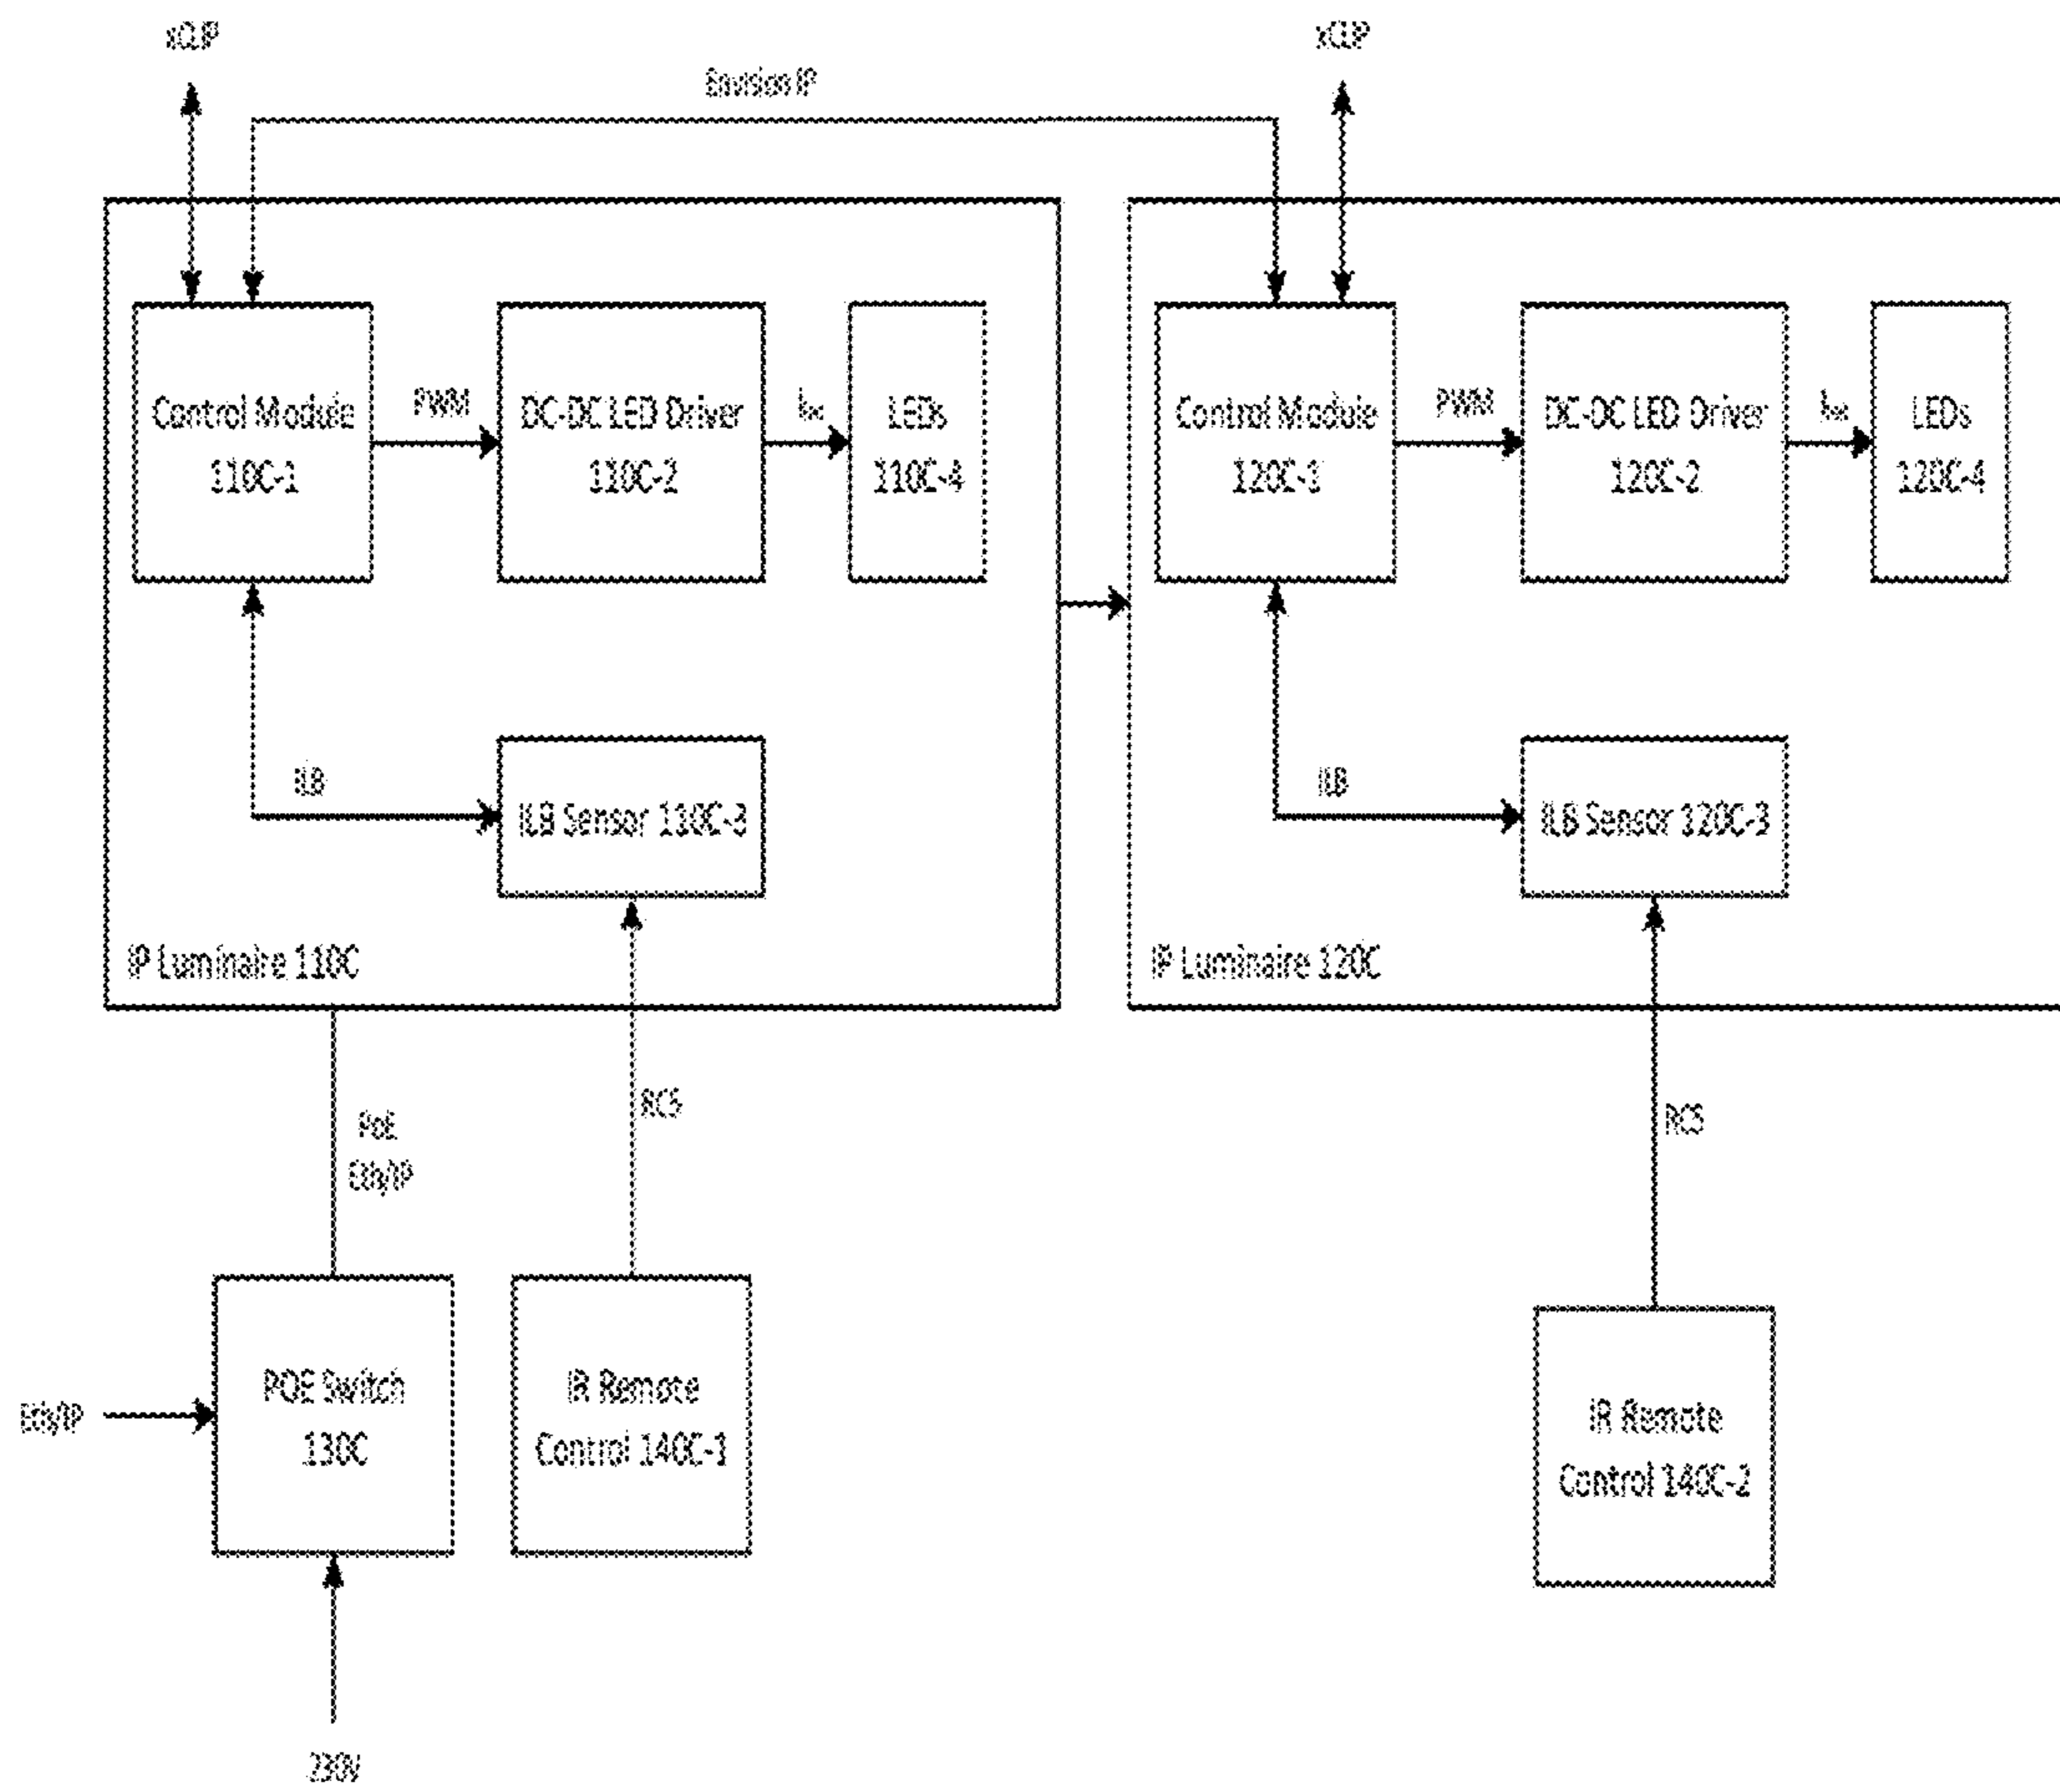 xCLIP
xCLIP
Envision IP
Control Module
110C-1
PWM
DC-DC LED Driver
110C-2
LEDs
110C-4
Control Module
120C-1
PWM
DC-DC LED Driver
120C-2
LEDs
120C-4
ILB
ILB Sensor 110C-3
ILB
ILB Sensor 120C-3
IP Luminaire 110C
IP Luminaire 120C
PoE
Eth/IP
RC5
RC5
Eth/IP
POE Switch
130C
IR Remote
Control 140C-1
IR Remote
Control 140C-2
230V